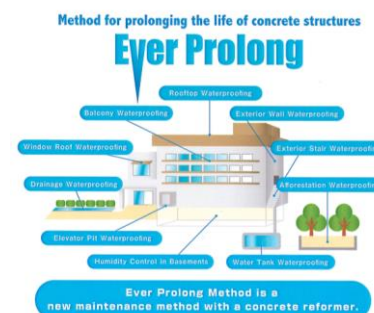 Method for prolonging the life of concrete structures
Ever Prolong
Rooftop Waterproofing
Balcony Waterproofing
Exterior Wall Waterproofing
Window Roof Waterproofing
Exterior Stair Waterproofing
Drainage Waterproofing
Afforestation Waterproofing
Elevator Pit Waterproofing
Humidity Control in Basements
Water Tank Waterproofing
Ever Prolong Method is a
new maintenance method with a concrete reformer.